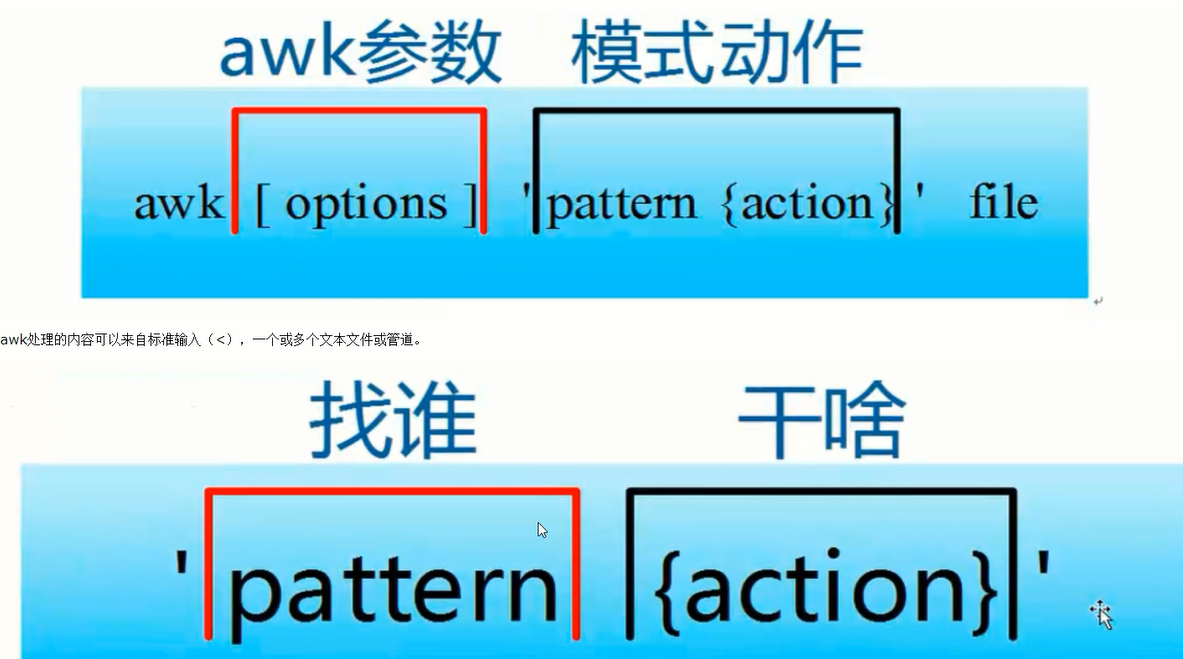 awk参数 模式动作
awk [ options ] ' pattern {action} ' file
awk处理的内容可以来自标准输入（<），一个或多个文本文件或管道。
找谁 干啥
' pattern {action} '